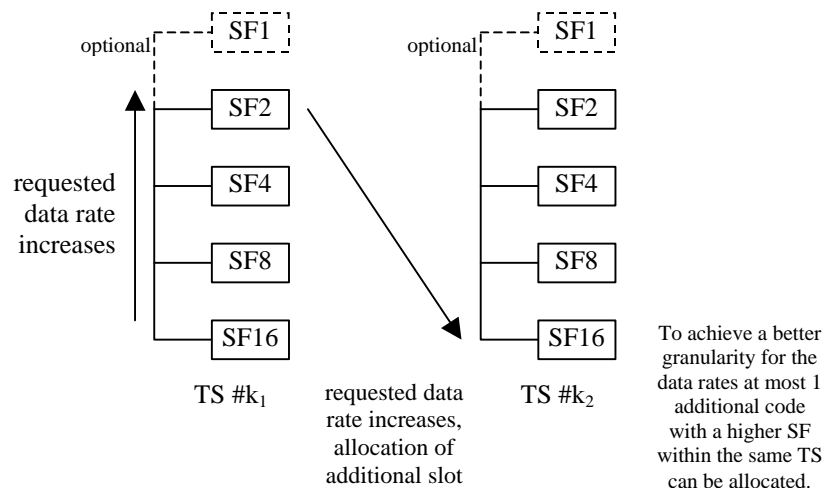 optional
SF1
SF2
SF4
SF8
SF16
requested
data rate
increases
TS #k₁
requested data
rate increases,
allocation of
additional slot
optional
SF1
SF2
SF4
SF8
SF16
TS #k₂
To achieve a better
granularity for the
data rates at most 1
additional code
with a higher SF
within the same TS
can be allocated.